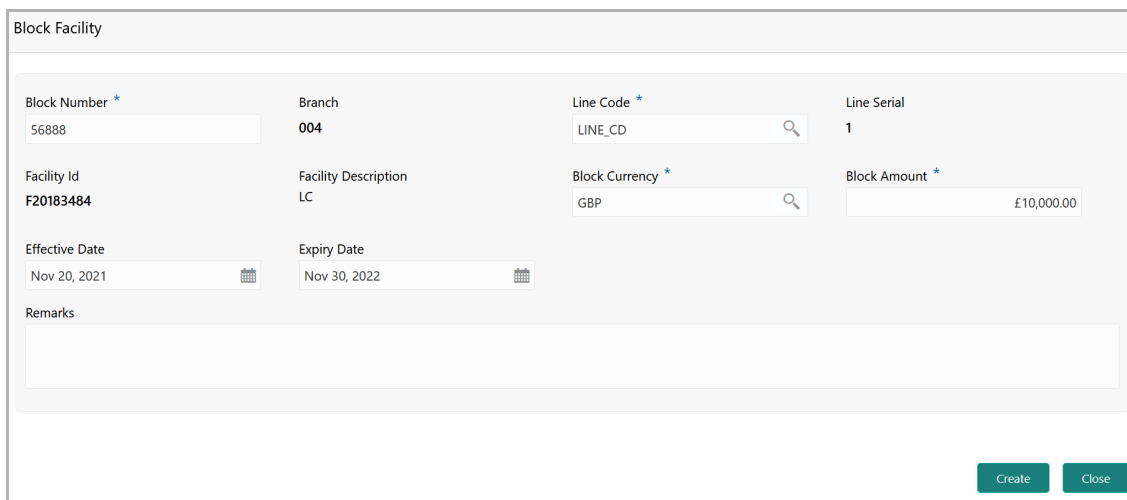 Block Facility
Block Number * Branch Line Code * Line Serial
56888 004 LINE_CD 1
Facility Id Facility Description Block Currency * Block Amount *
F20183484 LC GBP £10,000.00
Effective Date Expiry Date
Nov 20, 2021 Nov 30, 2022
Remarks
Create Close